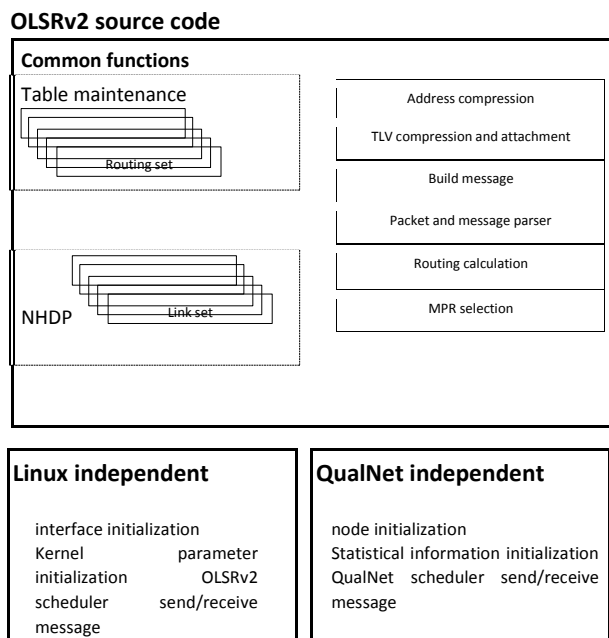 OLSRv2 source code
Common functions
Table maintenance
Routing set
NHDP
Link set
Address compression
TLV compression and attachment
Build message
Packet and message parser
Routing calculation
MPR selection
Linux independent
interface initialization
Kernel parameter
initialization OLSRv2
scheduler send/receive
message
QualNet independent
node initialization
Statistical information initialization
QualNet scheduler send/receive
message